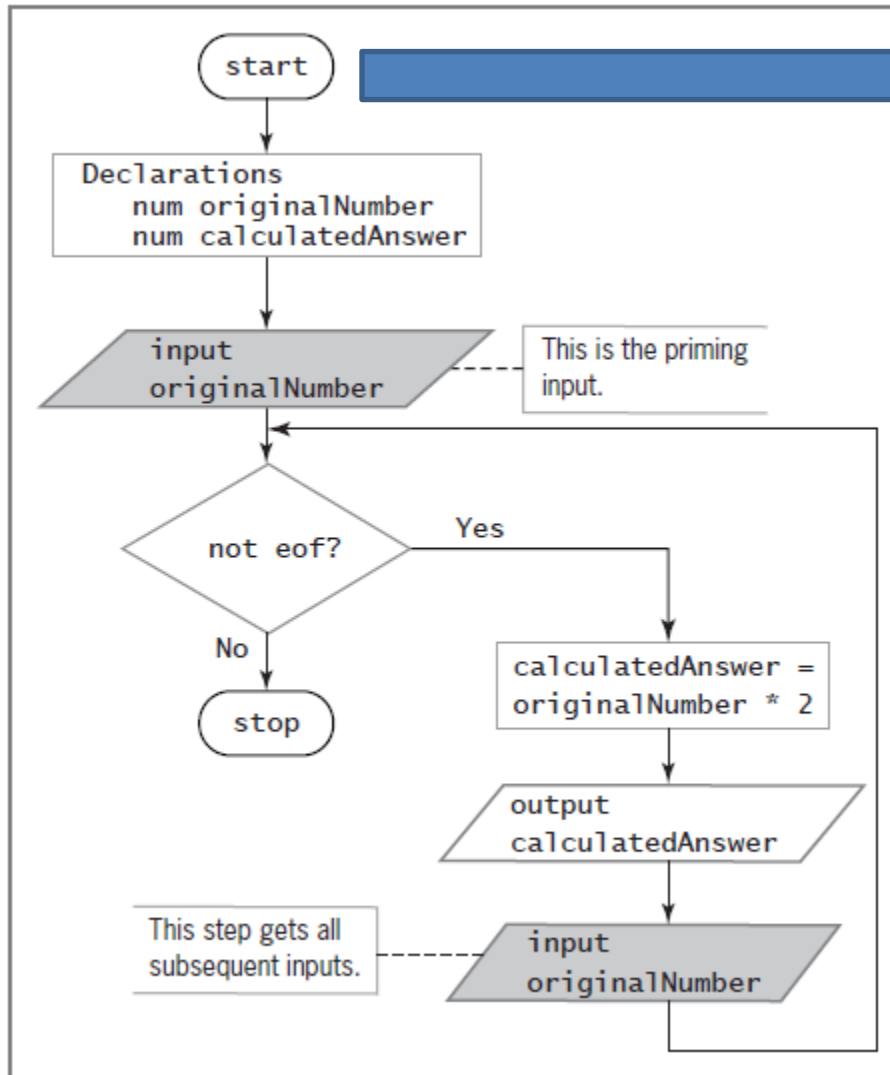 start
Declarations
num originalNumber
num calculatedAnswer
input
originalNumber
This is the priming
input.
not eof?
Yes
No
stop
calculatedAnswer =
originalNumber * 2
output
calculatedAnswer
This step gets all
subsequent inputs.
input
originalNumber